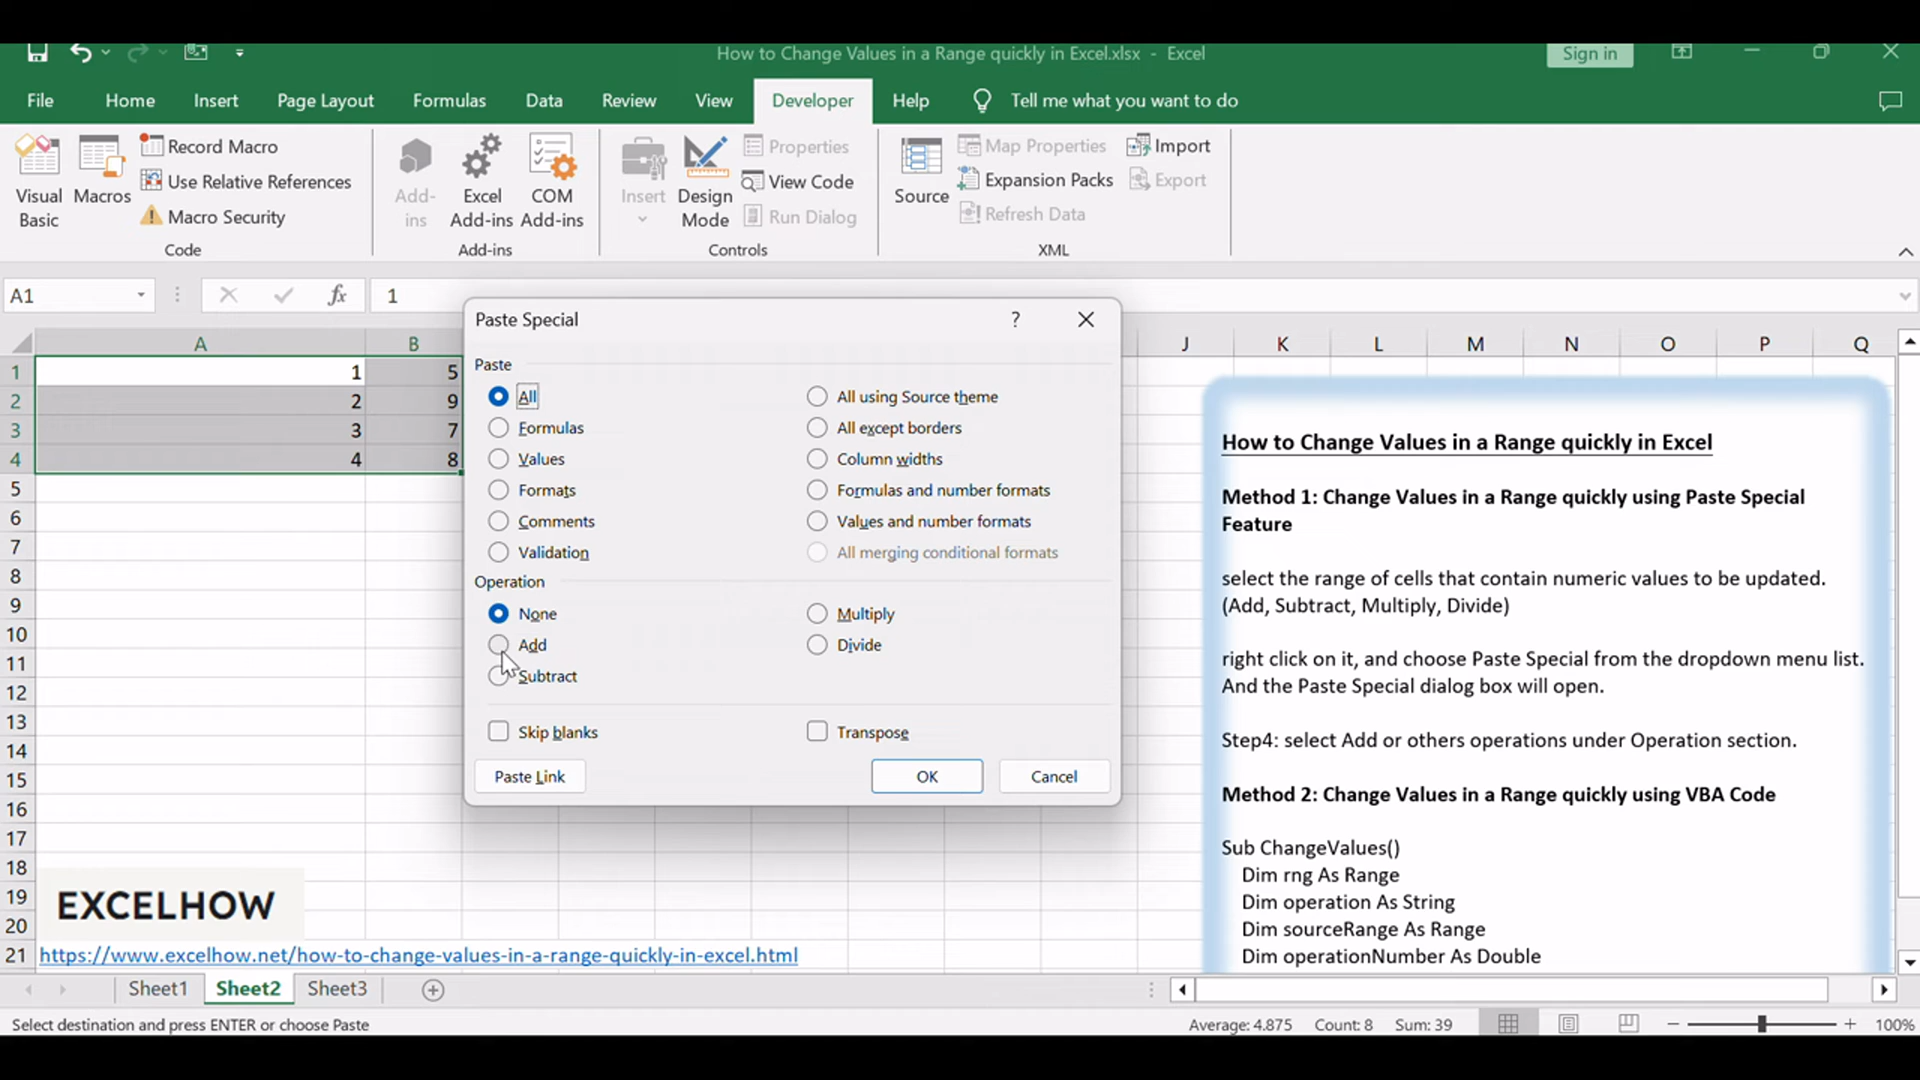 How to Change Values in a Range quickly in Excel.xlsx - Excel
Sign in
File Home Insert Page Layout Formulas Data Review View Developer Help Tell me what you want to do
Visual Basic
Macros
Record Macro
Use Relative References
Macro Security
Code
Add-ins
Excel Add-ins
COM Add-ins
Add-ins
Insert
Design Mode
Properties
View Code
Run Dialog
Controls
Source
Map Properties
Expansion Packs
Refresh Data
Import
Export
XML
A1
fx
1
A B J K L M N O P Q
1 1 5
2 2 9
3 3 7
4 4 8
5
6
7
8
9
10
11
12
13
14
15
16
17
18
19
20
21
EXCELHOW
https://www.excelhow.net/how-to-change-values-in-a-range-quickly-in-excel.html
Paste Special
?
Paste
All
Formulas
Values
Formats
Comments
Validation
All using Source theme
All except borders
Column widths
Formulas and number formats
Values and number formats
All merging conditional formats
Operation
None
Add
Subtract
Multiply
Divide
Skip blanks
Transpose
Paste Link
OK
Cancel
How to Change Values in a Range quickly in Excel
Method 1: Change Values in a Range quickly using Paste Special
Feature
select the range of cells that contain numeric values to be updated.
(Add, Subtract, Multiply, Divide)
right click on it, and choose Paste Special from the dropdown menu list.
And the Paste Special dialog box will open.
Step4: select Add or others operations under Operation section.
Method 2: Change Values in a Range quickly using VBA Code
Sub ChangeValues()
Dim rng As Range
Dim operation As String
Dim sourceRange As Range
Dim operationNumber As Double
Sheet1 Sheet2 Sheet3
Select destination and press ENTER or choose Paste
Average: 4.875 Count: 8 Sum: 39
100%